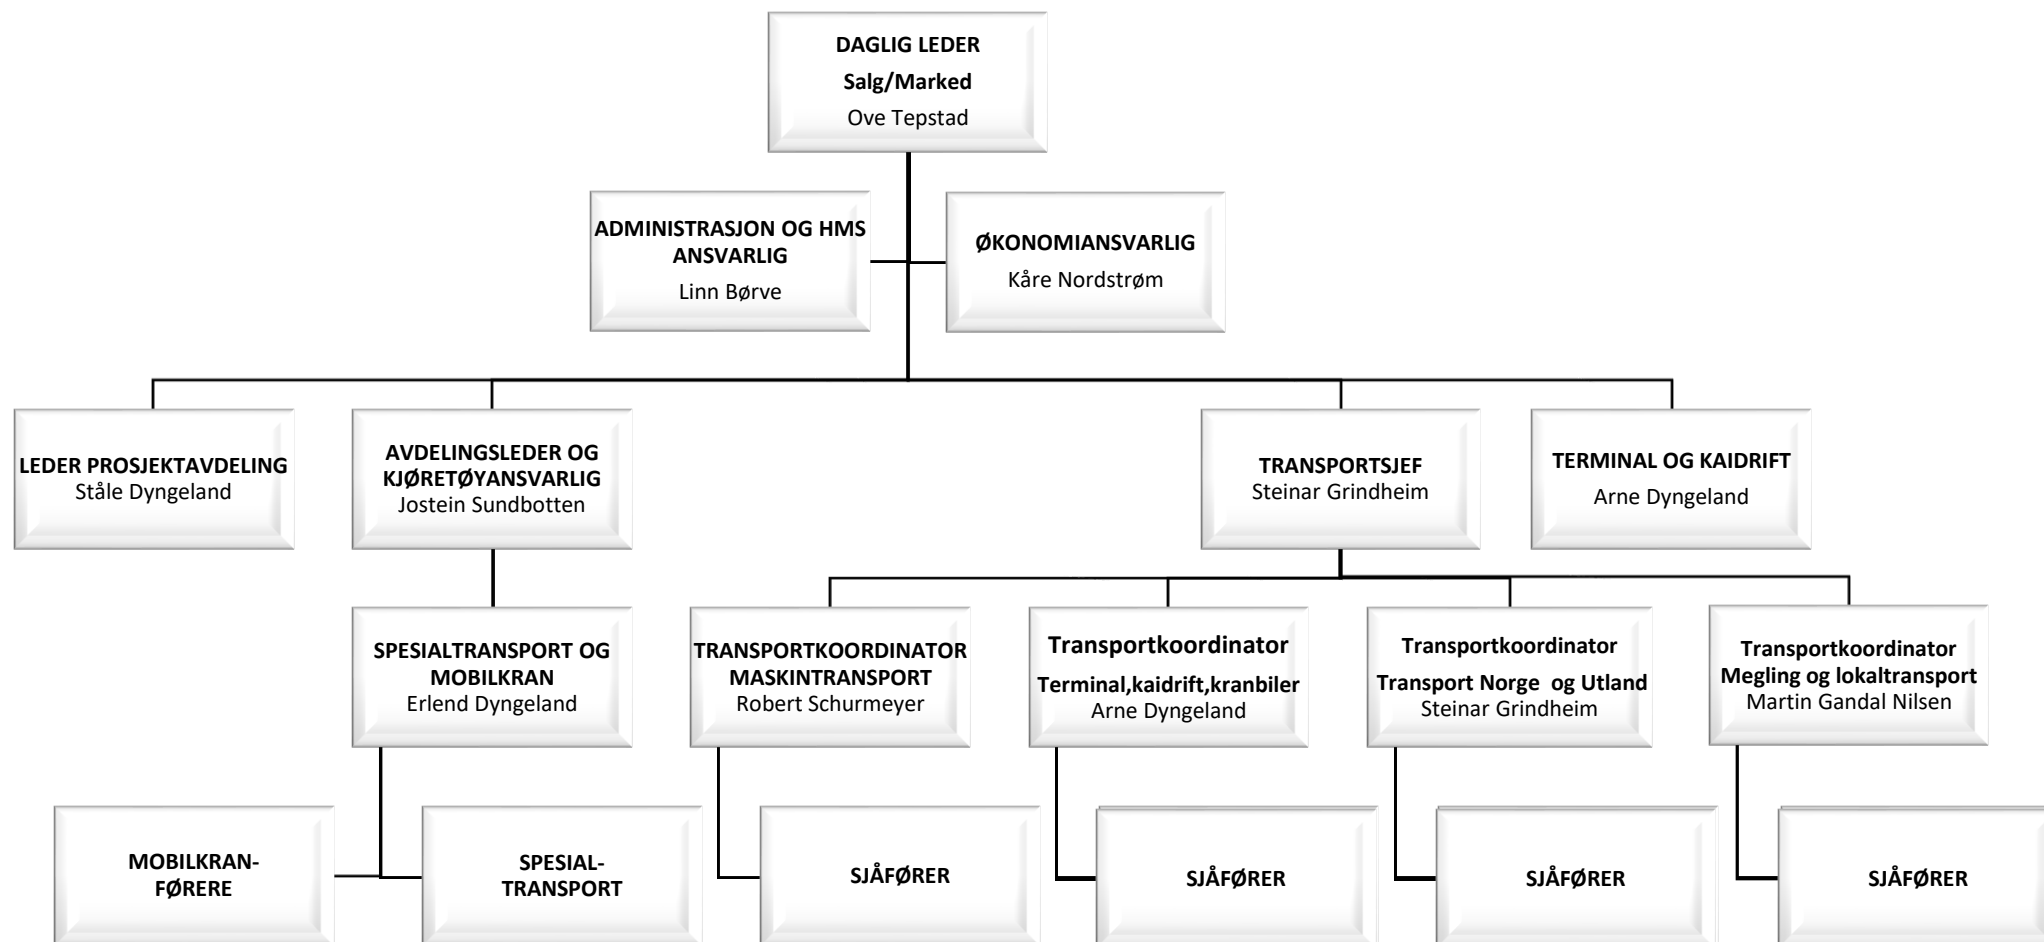 DAGLIG LEDER
Salg/Marked
Ove Tepstad
ADMINISTRASJON OG HMS
ANSVARLIG
Linn Børve
ØKONOMIANSVARLIG
Kåre Nordstrøm
LEDER PROSJEKTAVDELING
Ståle Dyngeland
AVDELINGSLEDER OG
KJØRETØYANSVARLIG
Jostein Sundbotten
TRANSPORTSJEF
Steinar Grindheim
TERMINAL OG KAIDRIFT
Arne Dyngeland
SPESIALTRANSPORT OG
MOBILKRAN
Erlend Dyngeland
TRANSPORTKOORDINATOR
MASKINTRANSPORT
Robert Schurmeyer
Transportkoordinator
Terminal,kaidrift,kranbiler
Arne Dyngeland
Transportkoordinator
Transport Norge  og Utland
Steinar Grindheim
Transportkoordinator
Megling og lokaltransport
Martin Gandal Nilsen
MOBILKRAN-
FØRERE
SPESIAL-
TRANSPORT
SJÅFØRER
SJÅFØRER
SJÅFØRER
SJÅFØRER